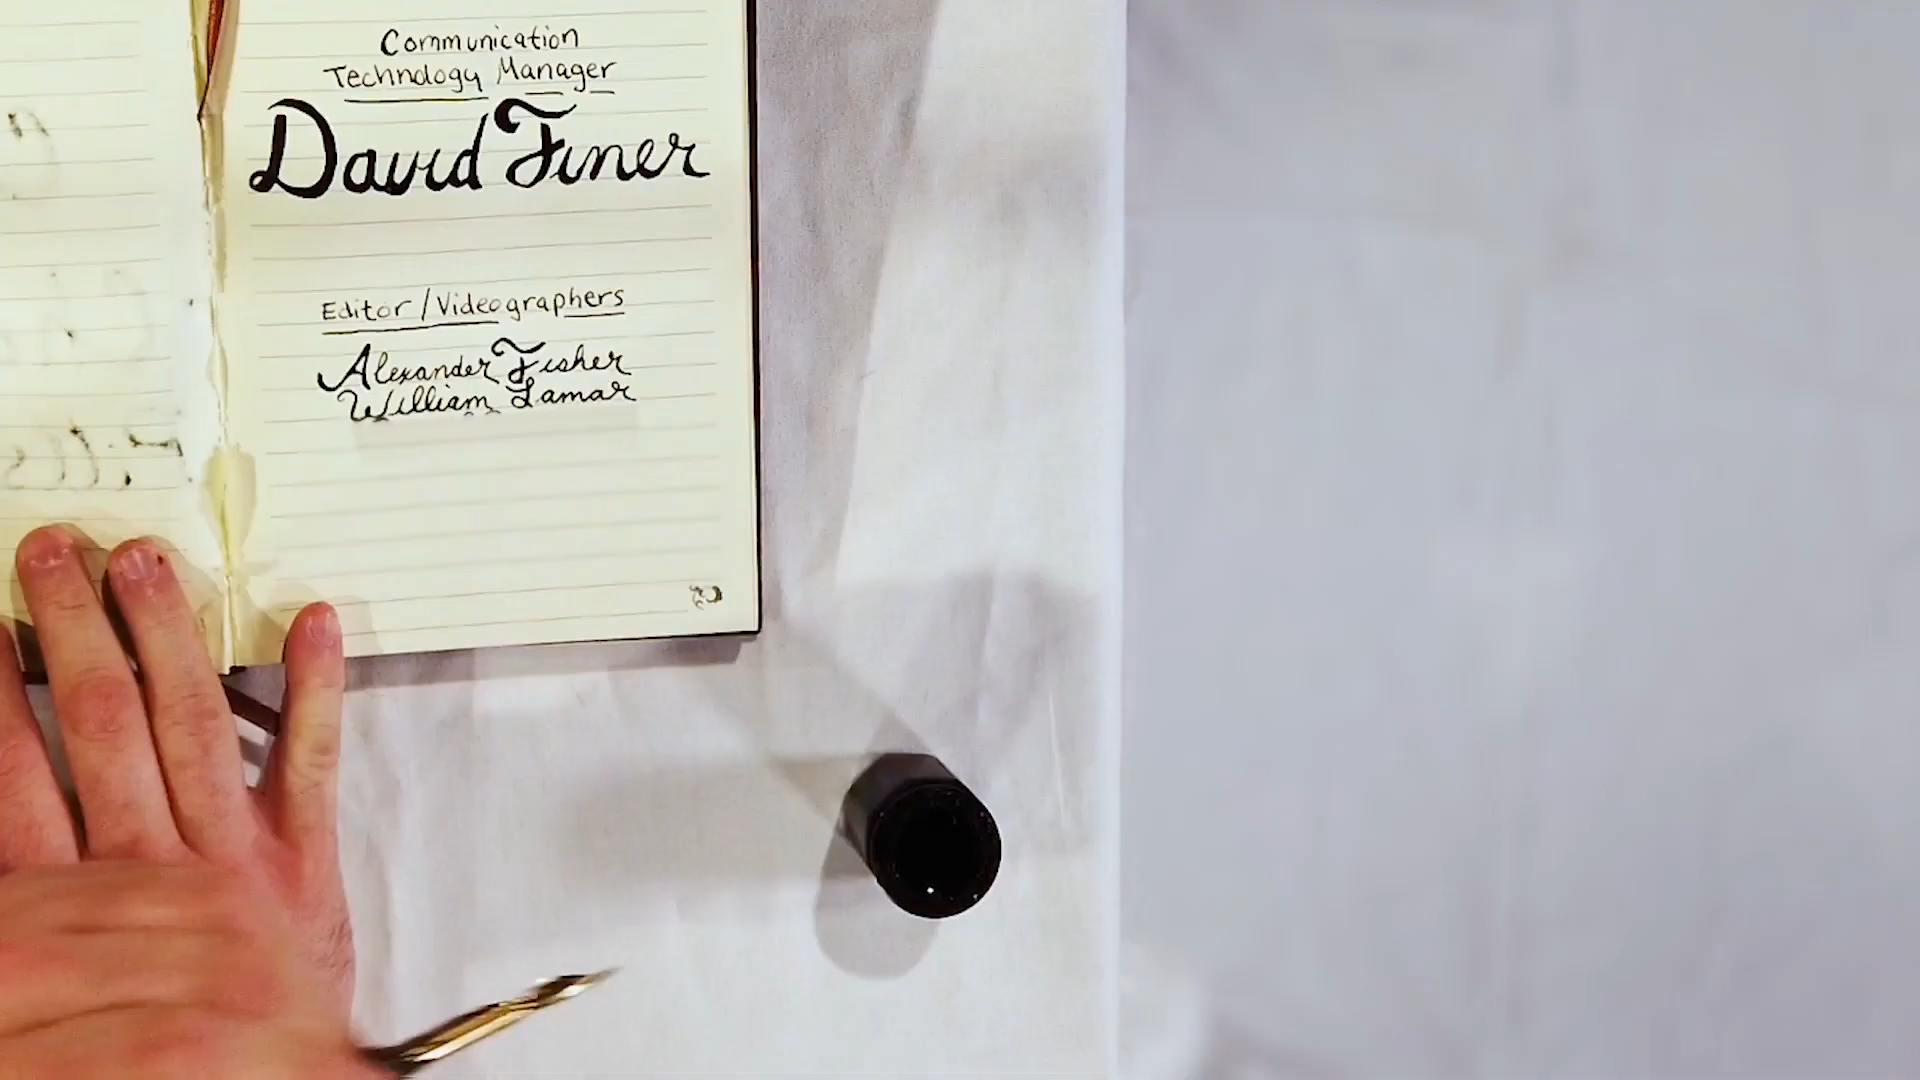 Communication
Technology Manager
David Finer
Editor/Videographers
Alexander Fisher
William Lamar